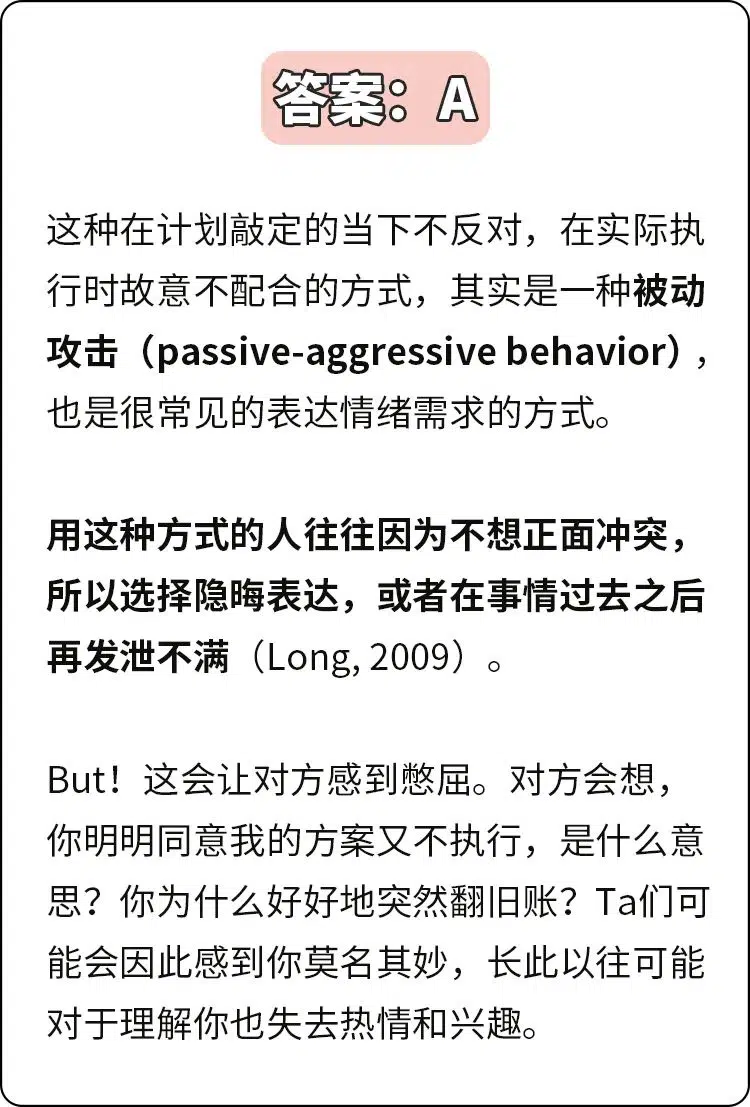 答案：A
这种在计划敲定的当下不反对，在实际执
行时故意不配合的方式，其实是一种被动
攻击（passive-aggressive behavior），
也是很常见的表达情绪需求的方式。
用这种方式的人往往因为不想正面冲突，
所以选择隐晦表达，或者在事情过去之后
再发泄不满（Long, 2009）。
But！这会让对方感到憋屈。对方会想，
你明明同意我的方案又不执行，是什么意
思？你为什么好好地突然翻旧账？Ta们可
能会因此感到你莫名其妙，长此以往可能
对于理解你也失去热情和兴趣。